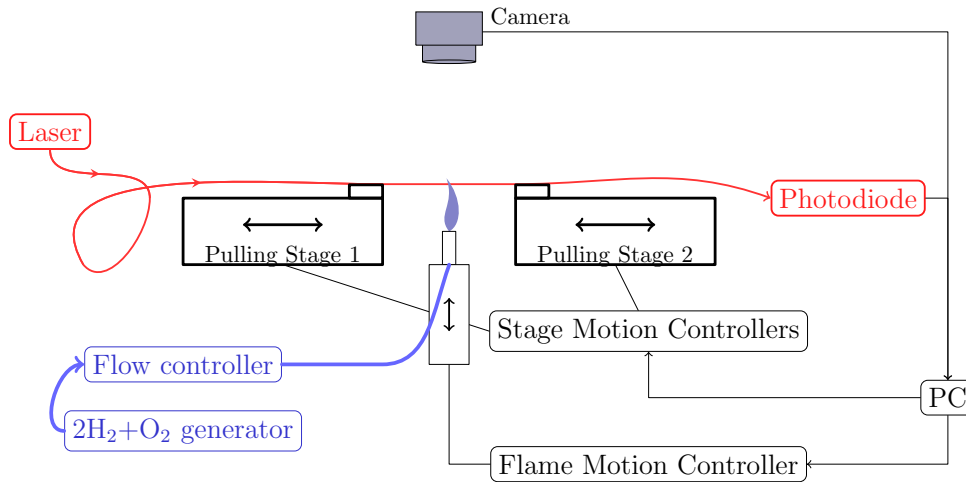 Camera
Laser
Photodiode
Pulling Stage 1
Pulling Stage 2
Stage Motion Controllers
Flow controller
PC
2H₂+O₂ generator
Flame Motion Controller